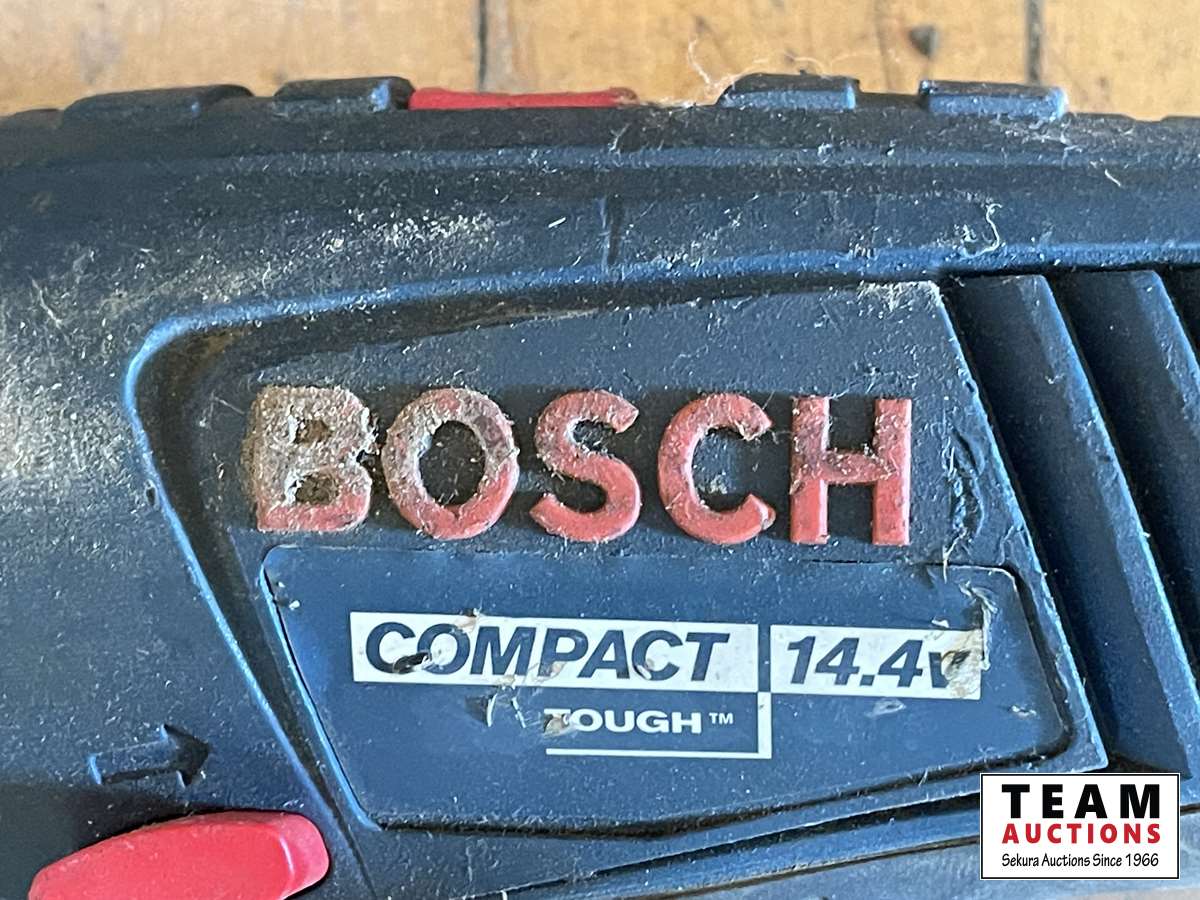 BOSCH
COMPACT 14.4v
TOUGH™
TEAM
AUCTIONS
Sekura Auctions Since 1966